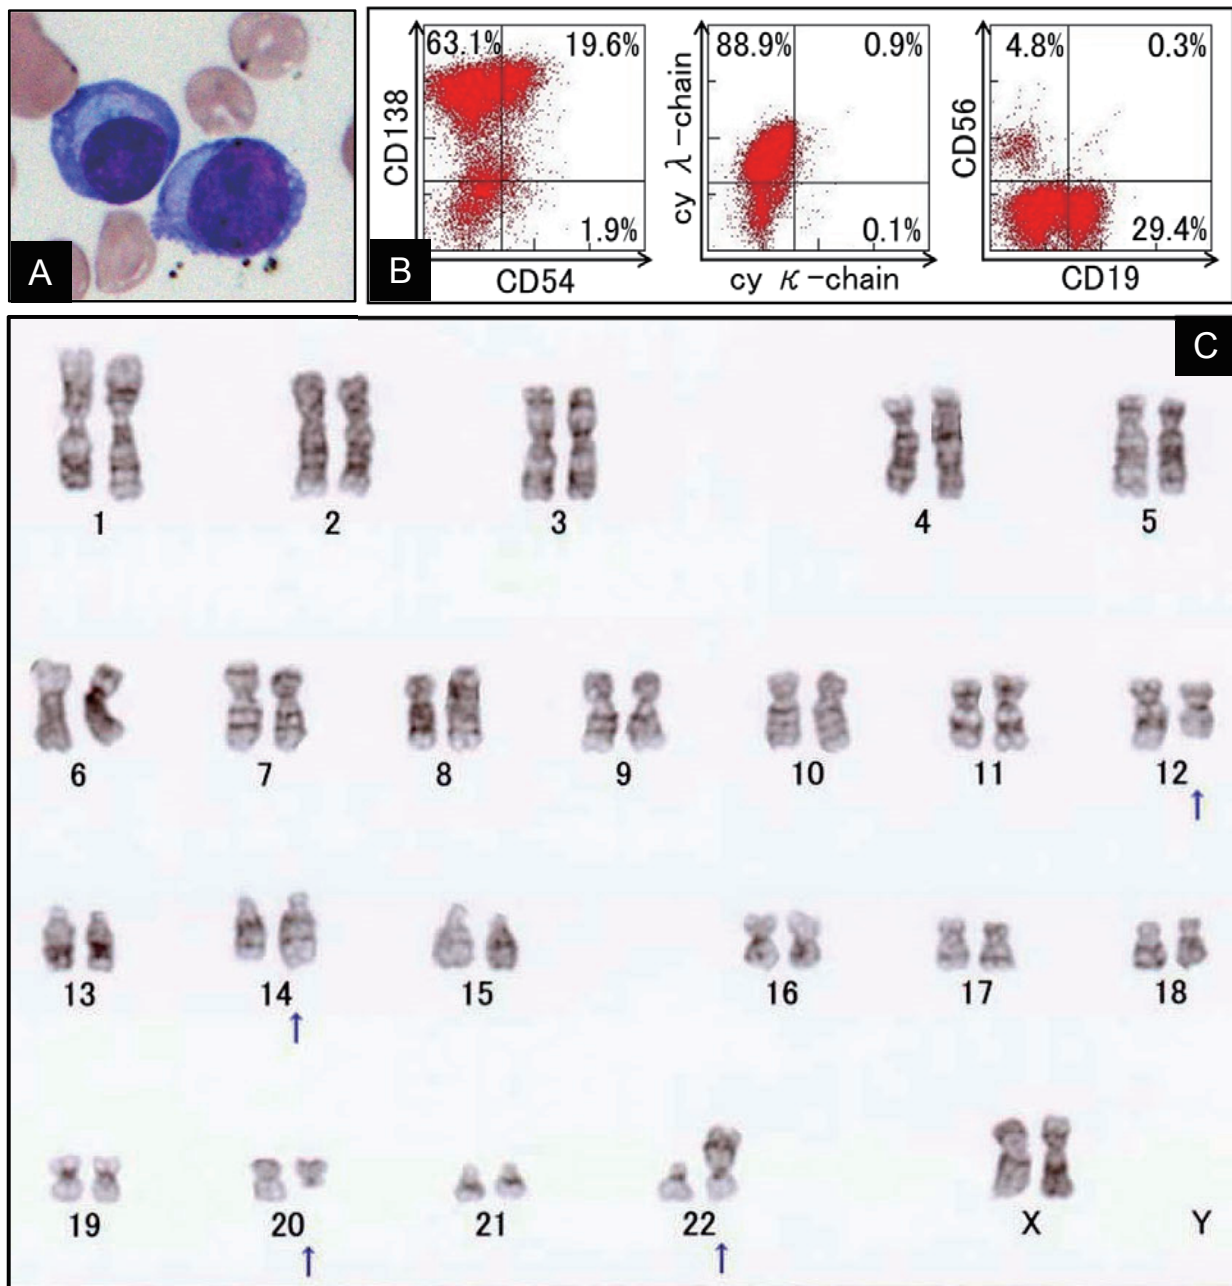 A
B
63.1% 19.6%
1.9%
CD138
CD54
88.9% 0.9%
0.1%
cy λ-chain
cy κ-chain
4.8% 0.3%
29.4%
CD56
CD19
C
1 2 3 4 5
6 7 8 9 10 11 12
↑
13 14 15 16 17 18
↑
19 20 21 22 X Y
↑ ↑